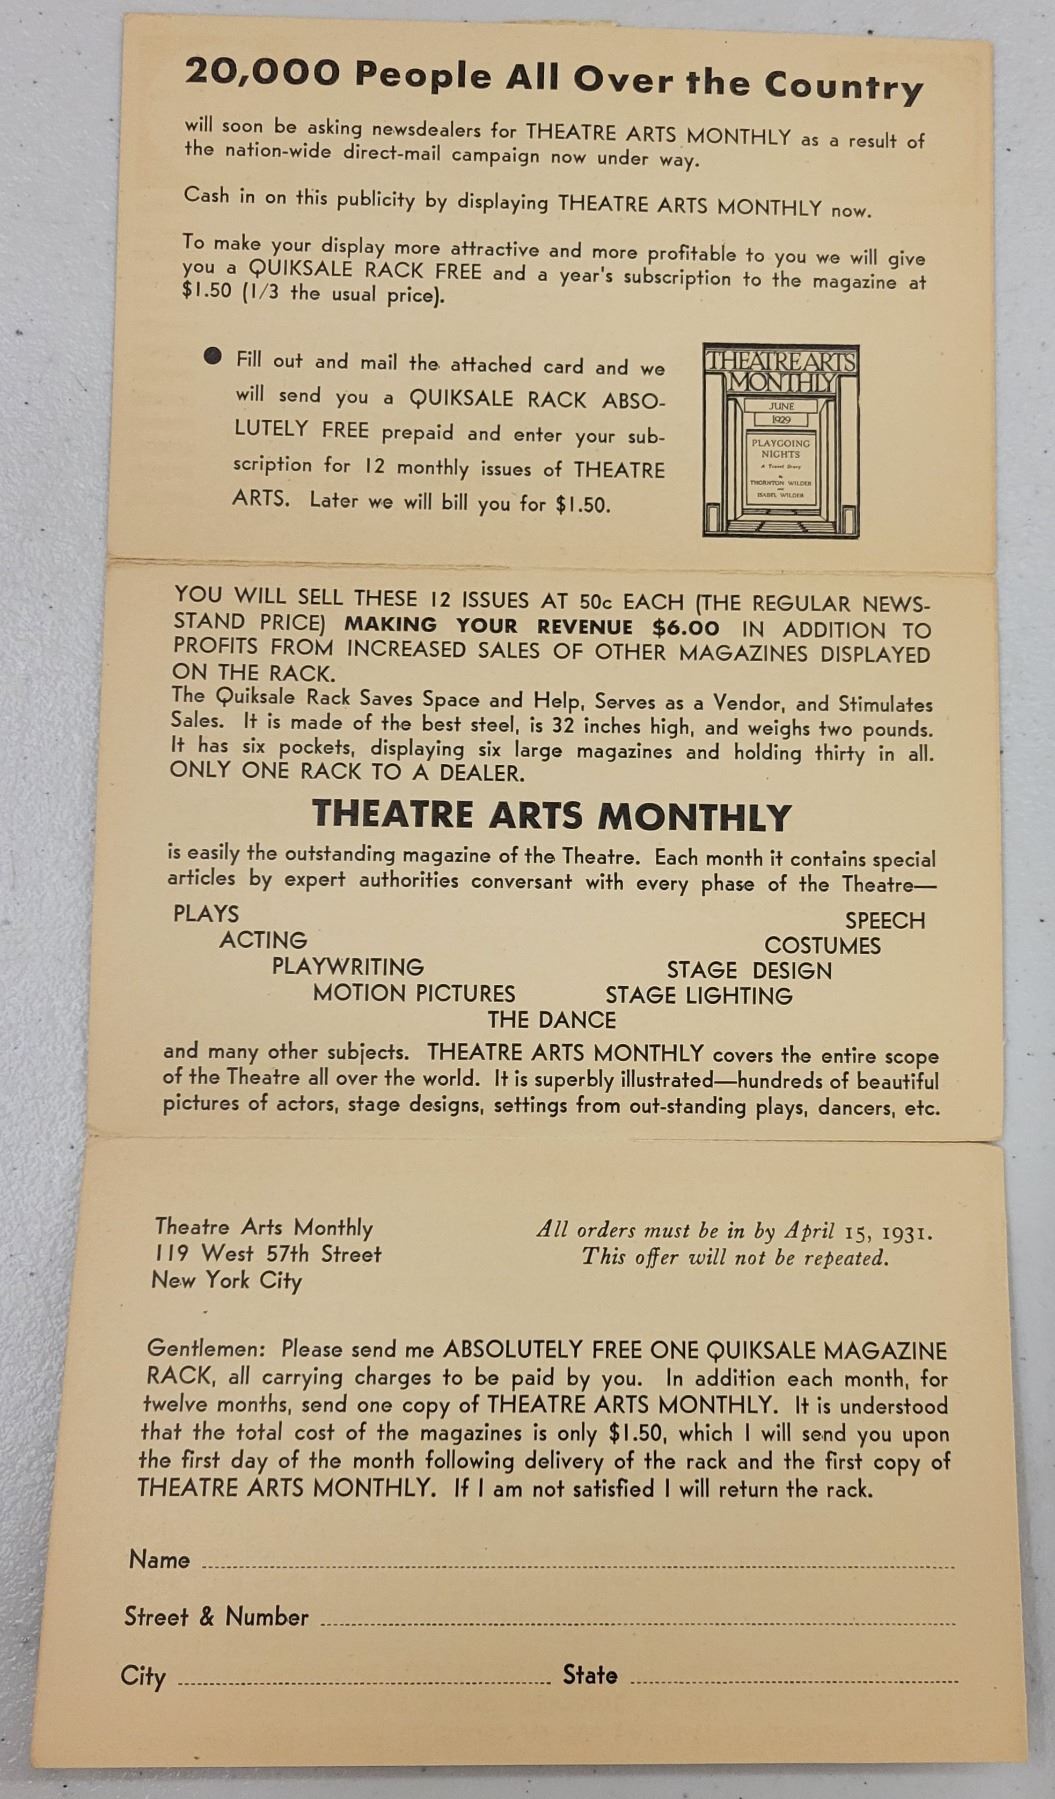 20,000 People All Over the Country
will soon be asking newsdealers for THEATRE ARTS MONTHLY as a result of
the nation-wide direct-mail campaign now under way.
Cash in on this publicity by displaying THEATRE ARTS MONTHLY now.
To make your display more attractive and more profitable to you we will give
you a QUIKSALE RACK FREE and a year's subscription to the magazine at
$1.50 (1/3 the usual price).
● Fill out and mail the attached card and we
will send you a QUIKSALE RACK ABSO-
LUTELY FREE prepaid and enter your sub-
scription for 12 monthly issues of THEATRE
ARTS. Later we will bill you for $1.50.
THEATRE ARTS
MONTHLY
JUNE
1929
PLAYGOING
NIGHTS
A Travel Diary
by
THORNTON WILDER
and
ISABEL WILDER
YOU WILL SELL THESE 12 ISSUES AT 50c EACH (THE REGULAR NEWS-
STAND PRICE) MAKING YOUR REVENUE $6.00 IN ADDITION TO
PROFITS FROM INCREASED SALES OF OTHER MAGAZINES DISPLAYED
ON THE RACK.
The Quiksale Rack Saves Space and Help, Serves as a Vendor, and Stimulates
Sales. It is made of the best steel, is 32 inches high, and weighs two pounds.
It has six pockets, displaying six large magazines and holding thirty in all.
ONLY ONE RACK TO A DEALER.
THEATRE ARTS MONTHLY
is easily the outstanding magazine of the Theatre. Each month it contains special
articles by expert authorities conversant with every phase of the Theatre—
PLAYS SPEECH
ACTING COSTUMES
PLAYWRITING STAGE DESIGN
MOTION PICTURES STAGE LIGHTING
THE DANCE
and many other subjects. THEATRE ARTS MONTHLY covers the entire scope
of the Theatre all over the world. It is superbly illustrated—hundreds of beautiful
pictures of actors, stage designs, settings from out-standing plays, dancers, etc.
Theatre Arts Monthly
119 West 57th Street
New York City
All orders must be in by April 15, 1931.
This offer will not be repeated.
Gentlemen: Please send me ABSOLUTELY FREE ONE QUIKSALE MAGAZINE
RACK, all carrying charges to be paid by you. In addition each month, for
twelve months, send one copy of THEATRE ARTS MONTHLY. It is understood
that the total cost of the magazines is only $1.50, which I will send you upon
the first day of the month following delivery of the rack and the first copy of
THEATRE ARTS MONTHLY. If I am not satisfied I will return the rack.
Name
Street & Number
City State